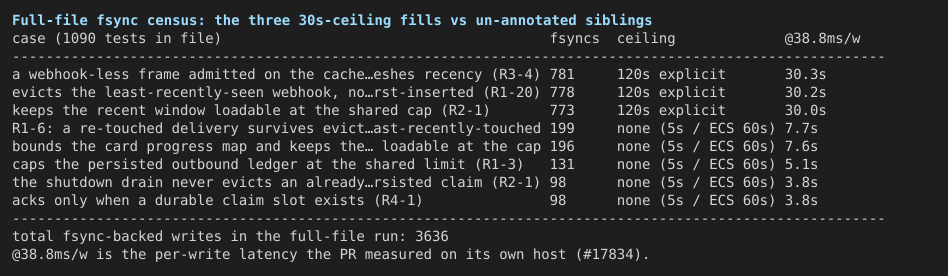 Full-file fsync census: the three 30s-ceiling fills vs un-annotated siblings
case (1090 tests in file) fsyncs ceiling @38.8ms/w
--------------------------------------------------------------------------------------------------------
a webhook-less frame admitted on the cache…eshes recency (R3-4) 781 120s explicit 30.3s
evicts the least-recently-seen webhook, no…rst-inserted (R1-20) 778 120s explicit 30.2s
keeps the recent window loadable at the shared cap (R2-1) 773 120s explicit 30.0s
R1-6: a re-touched delivery survives evict…ast-recently-touched 199 none (5s / ECS 60s) 7.7s
bounds the card progress map and keeps the… loadable at the cap 196 none (5s / ECS 60s) 7.6s
caps the persisted outbound ledger at the shared limit (R1-3) 131 none (5s / ECS 60s) 5.1s
the shutdown drain never evicts an already…rsisted claim (R2-1) 98 none (5s / ECS 60s) 3.8s
acks only when a durable claim slot exists (R4-1) 98 none (5s / ECS 60s) 3.8s
--------------------------------------------------------------------------------------------------------
total fsync-backed writes in the full-file run: 3636
@38.8ms/w is the per-write latency the PR measured on its own host (#17834).